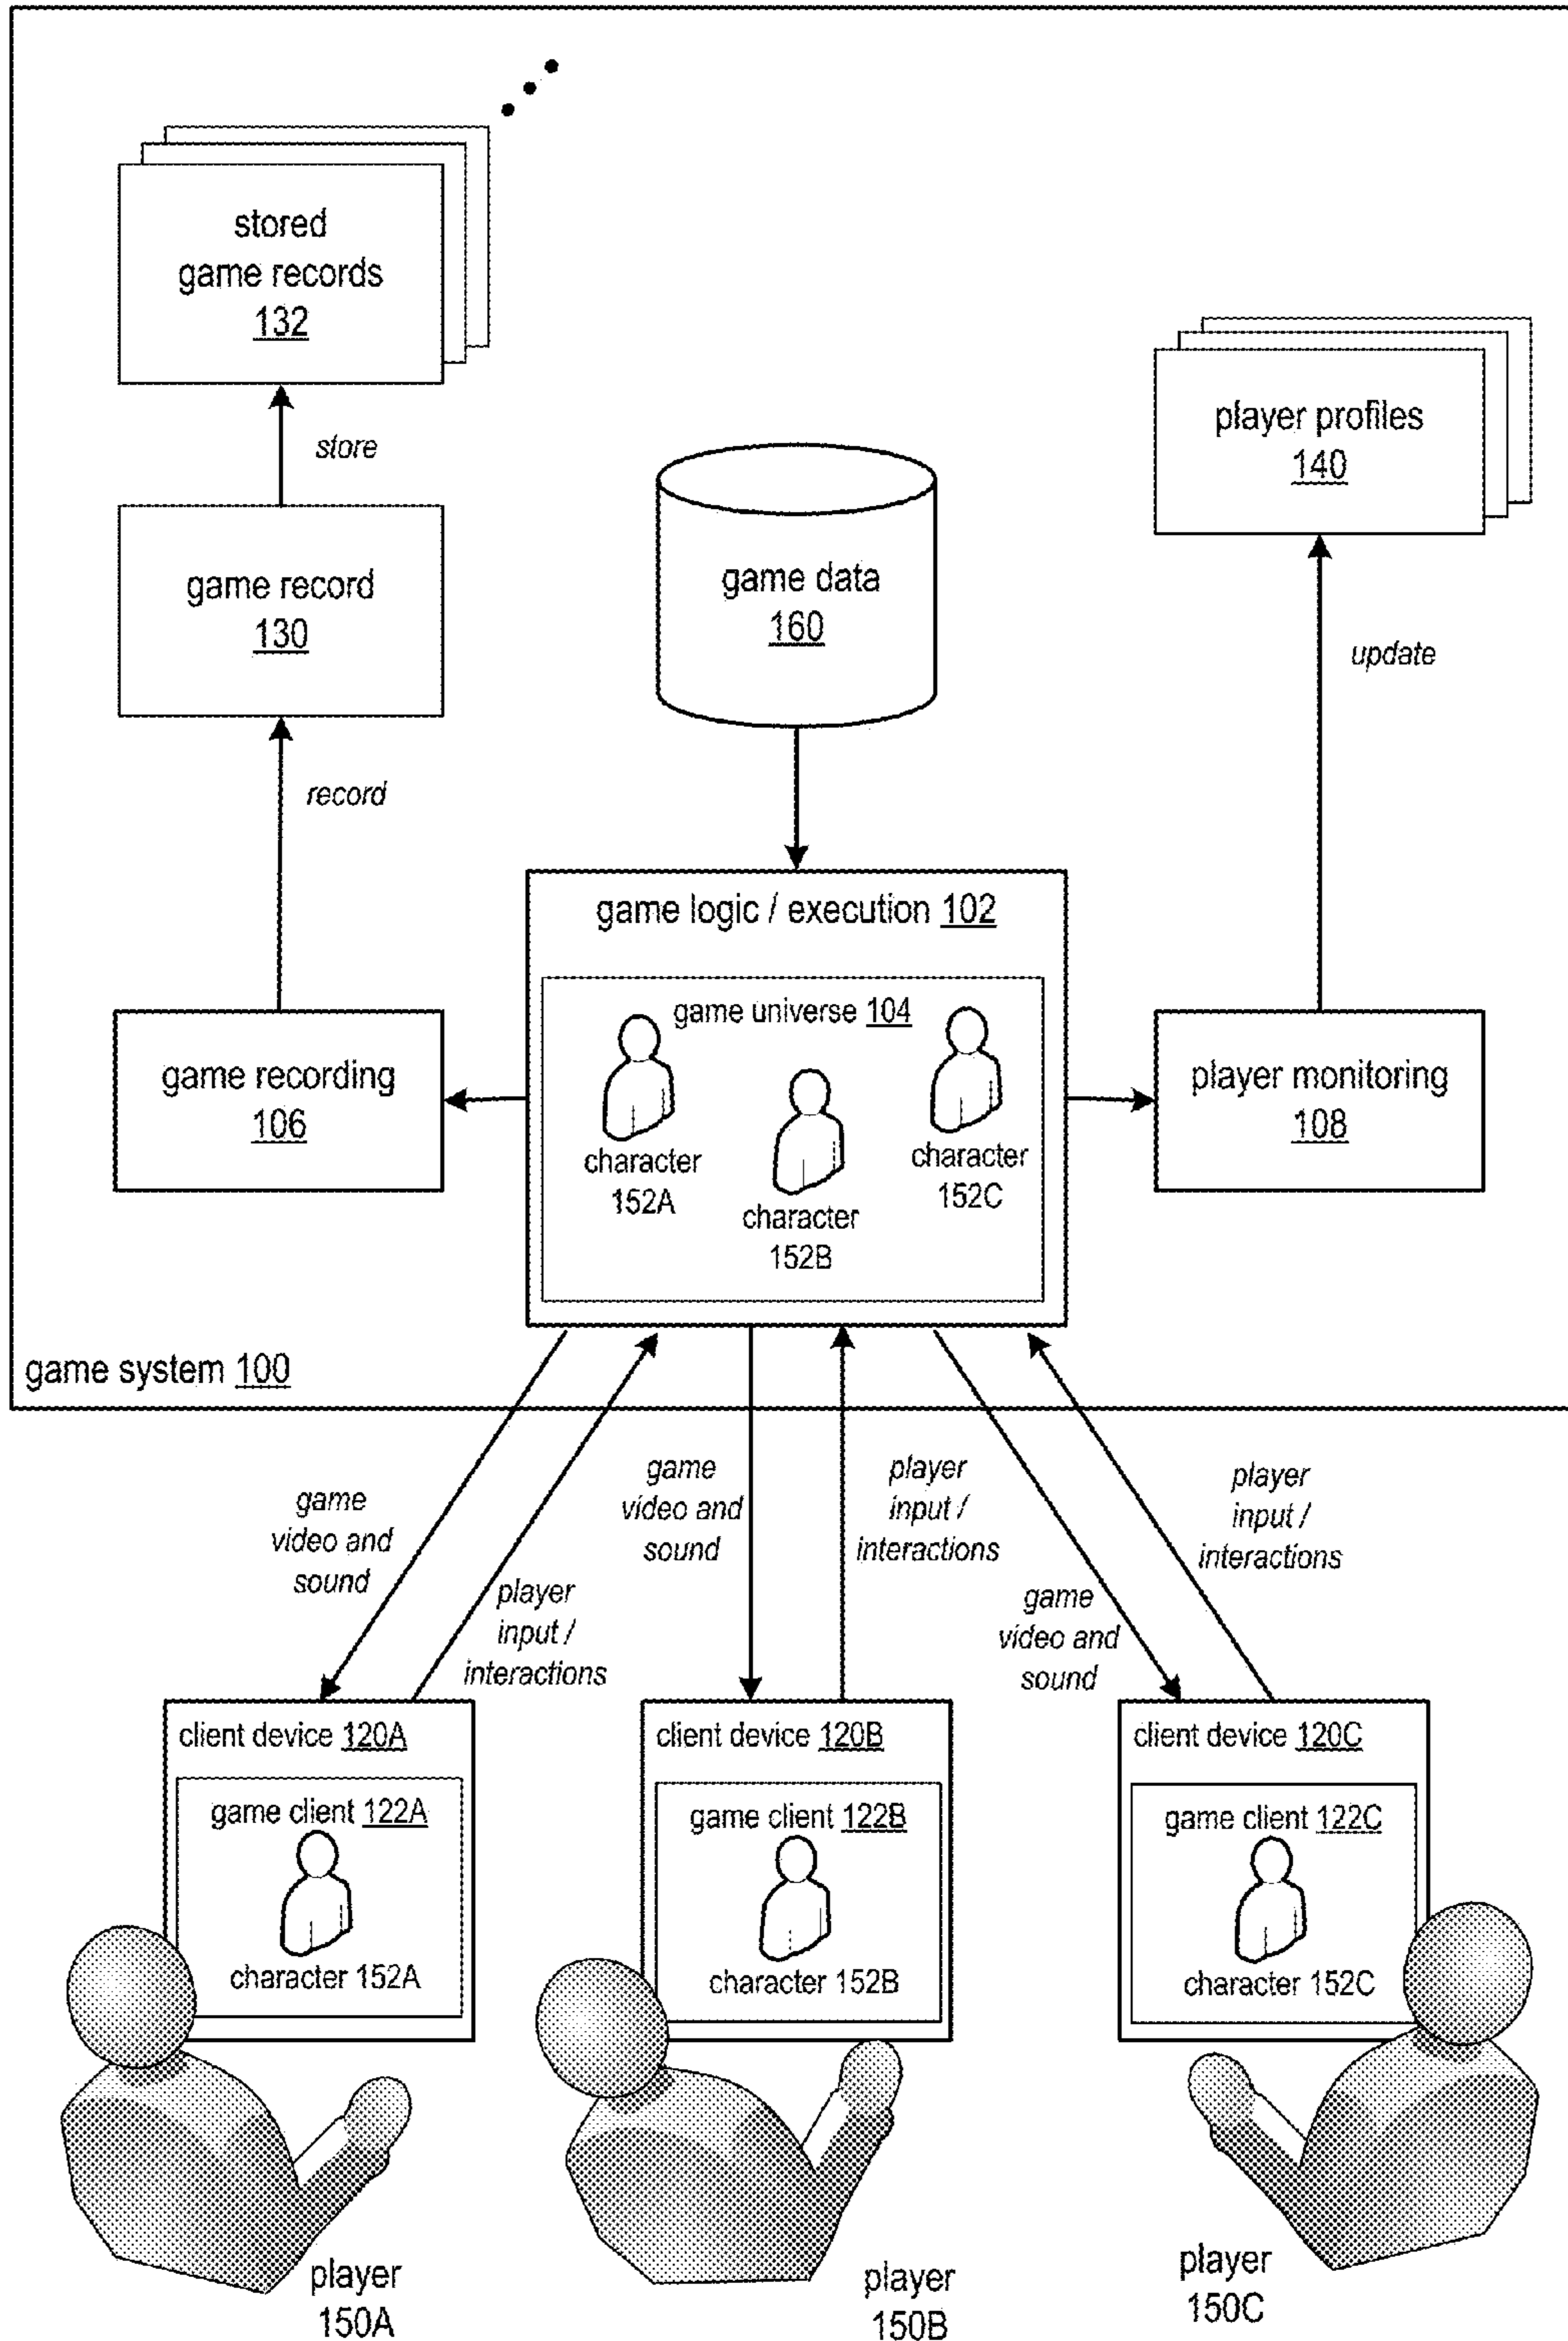 stored
game records
132
store
game record
130
record
game data
160
player profiles
140
update
game logic / execution 102
game universe 104
character
152A
character
152B
character
152C
game recording
106
player monitoring
108
game system 100
game
video and
sound
player
input /
interactions
game
video and
sound
player
input /
interactions
game
video and
sound
player
input /
interactions
client device 120A
game client 122A
character 152A
client device 120B
game client 122B
character 152B
client device 120C
game client 122C
character 152C
player
150A
player
150B
player
150C